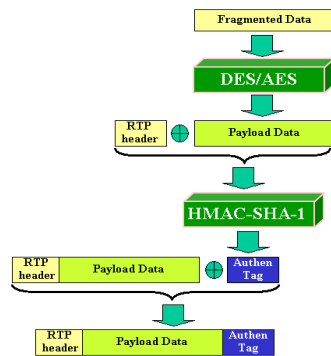 Fragmented Data
DES/AES
RTP
header
Payload Data
HMAC-SHA-1
RTP
header
Payload Data
Authen
Tag
RTP
header
Payload Data
Authen
Tag